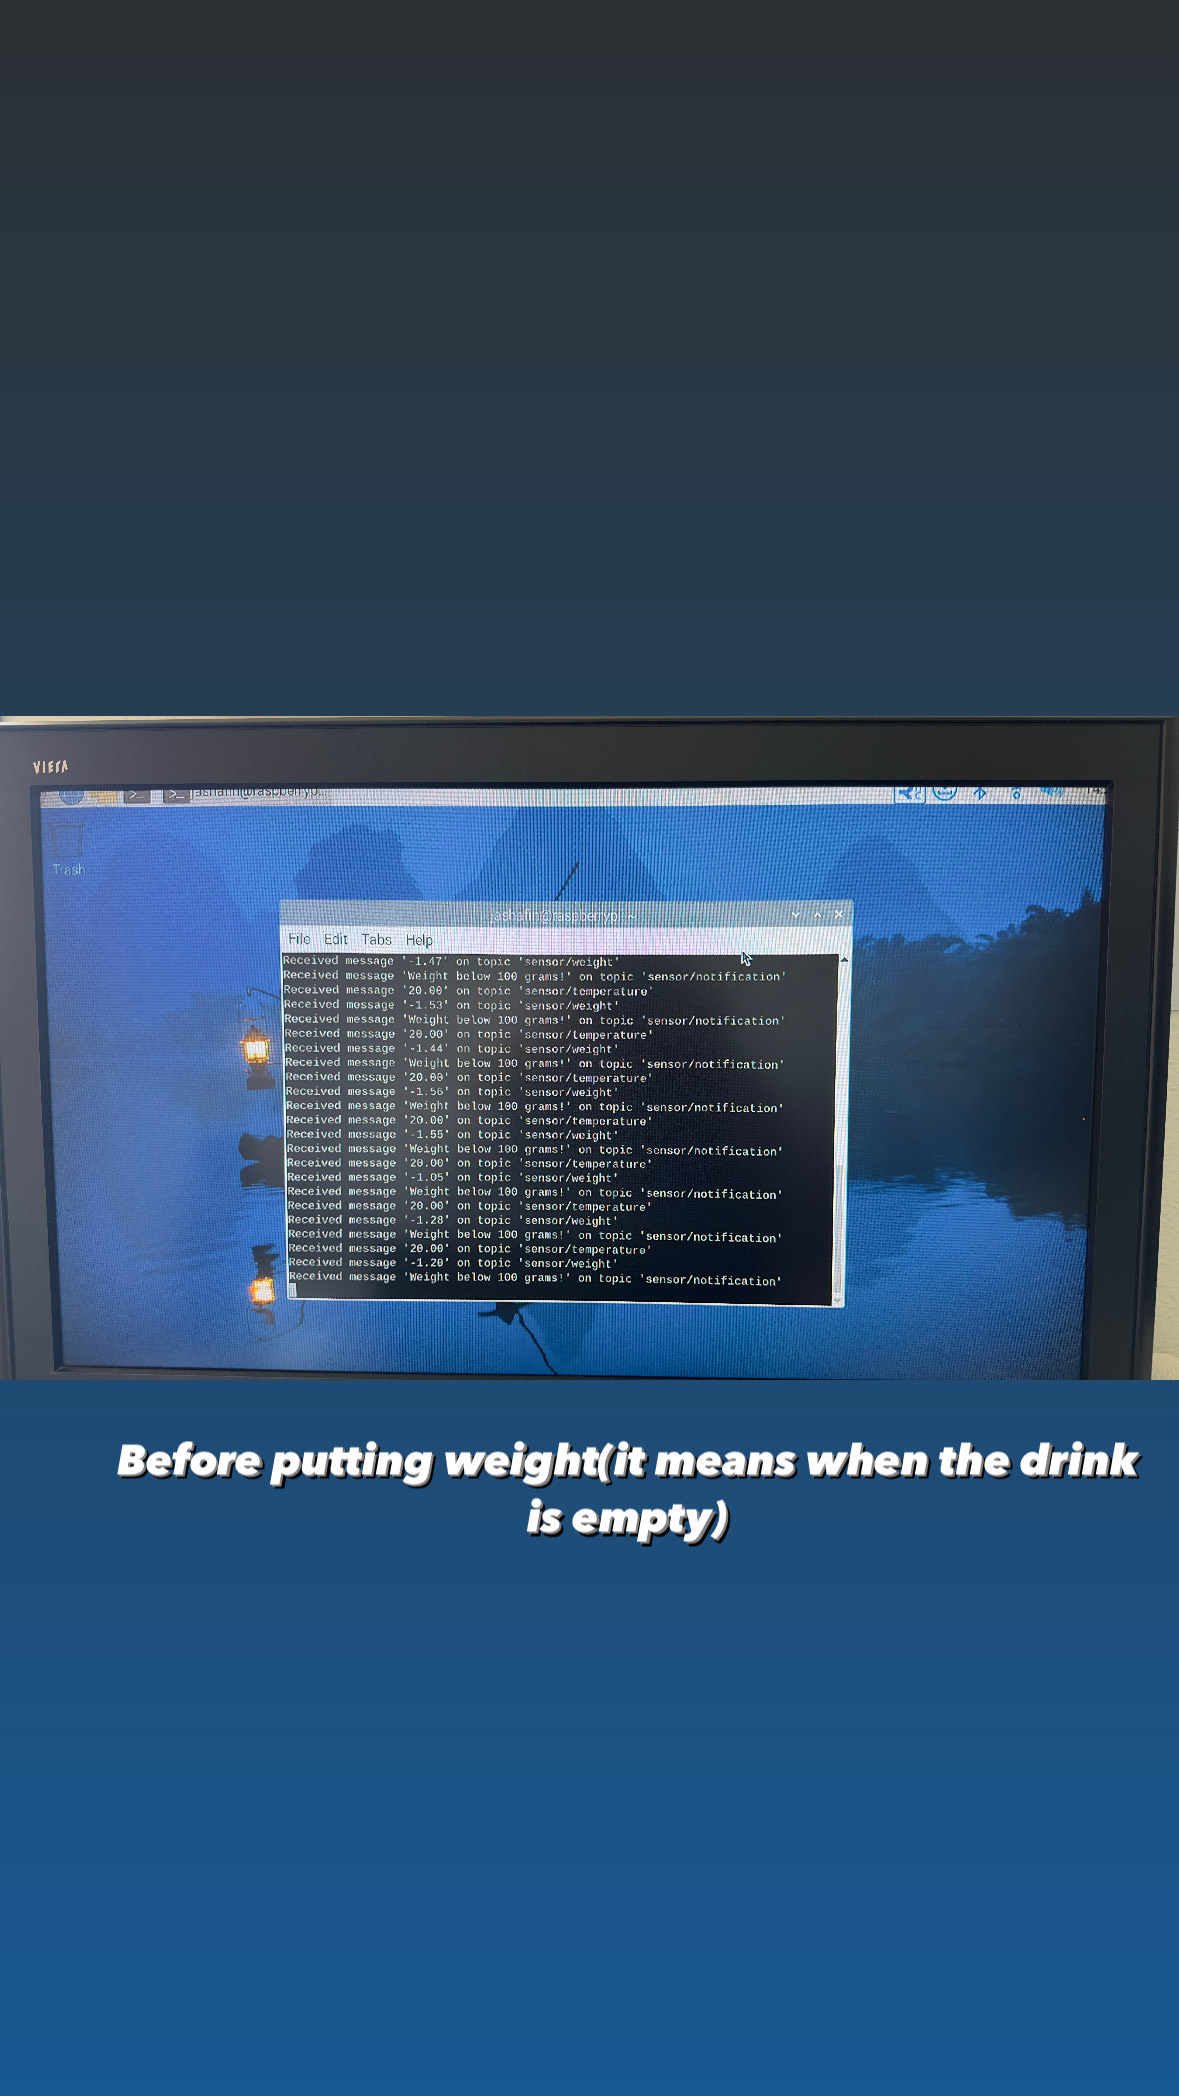 VIERA
Trash
File Edit Tabs Help
Received message '-1.47' on topic 'sensor/weight'
Received message 'Weight below 100 grams!' on topic 'sensor/notification'
Received message '20.00' on topic 'sensor/temperature'
Received message '-1.53' on topic 'sensor/weight'
Received message 'Weight below 100 grams!' on topic 'sensor/notification'
Received message '20.00' on topic 'sensor/temperature'
Received message '-1.44' on topic 'sensor/weight'
Received message 'Weight below 100 grams!' on topic 'sensor/notification'
Received message '20.00' on topic 'sensor/temperature'
Received message '-1.56' on topic 'sensor/weight'
Received message 'Weight below 100 grams!' on topic 'sensor/notification'
Received message '20.00' on topic 'sensor/temperature'
Received message '-1.55' on topic 'sensor/weight'
Received message 'Weight below 100 grams!' on topic 'sensor/notification'
Received message '20.00' on topic 'sensor/temperature'
Received message '-1.05' on topic 'sensor/weight'
Received message 'Weight below 100 grams!' on topic 'sensor/notification'
Received message '20.00' on topic 'sensor/temperature'
Received message '-1.28' on topic 'sensor/weight'
Received message 'Weight below 100 grams!' on topic 'sensor/notification'
Received message '20.00' on topic 'sensor/temperature'
Received message '-1.20' on topic 'sensor/weight'
Received message 'Weight below 100 grams!' on topic 'sensor/notification'
Before putting weight(it means when the drink
is empty)